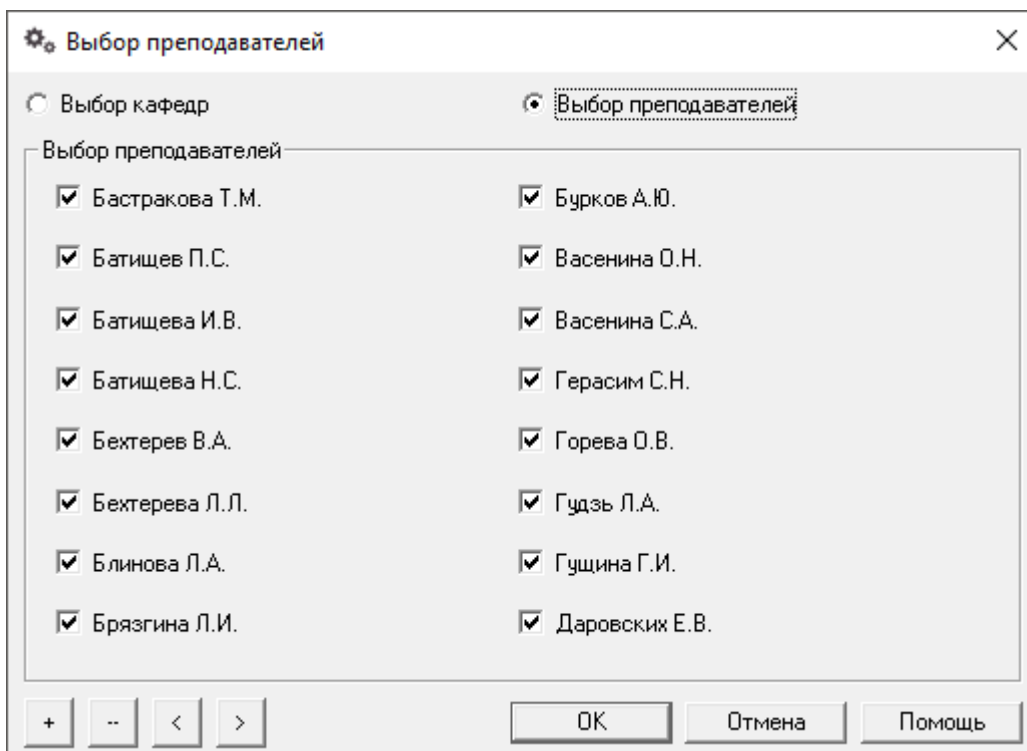 Выбор преподавателей
Выбор кафедр
Выбор преподавателей
Выбор преподавателей
Бастракова Т.М.
Бурков А.Ю.
Батищев П.С.
Васенина О.Н.
Батищева И.В.
Васенина С.А.
Батищева Н.С.
Герасим С.Н.
Бехтерев В.А.
Горева О.В.
Бехтерева Л.Л.
Гудзь Л.А.
Блинова Л.А.
Гущина Г.И.
Брязгина Л.И.
Даровских Е.В.
+
--
<
>
OK
Отмена
Помощь